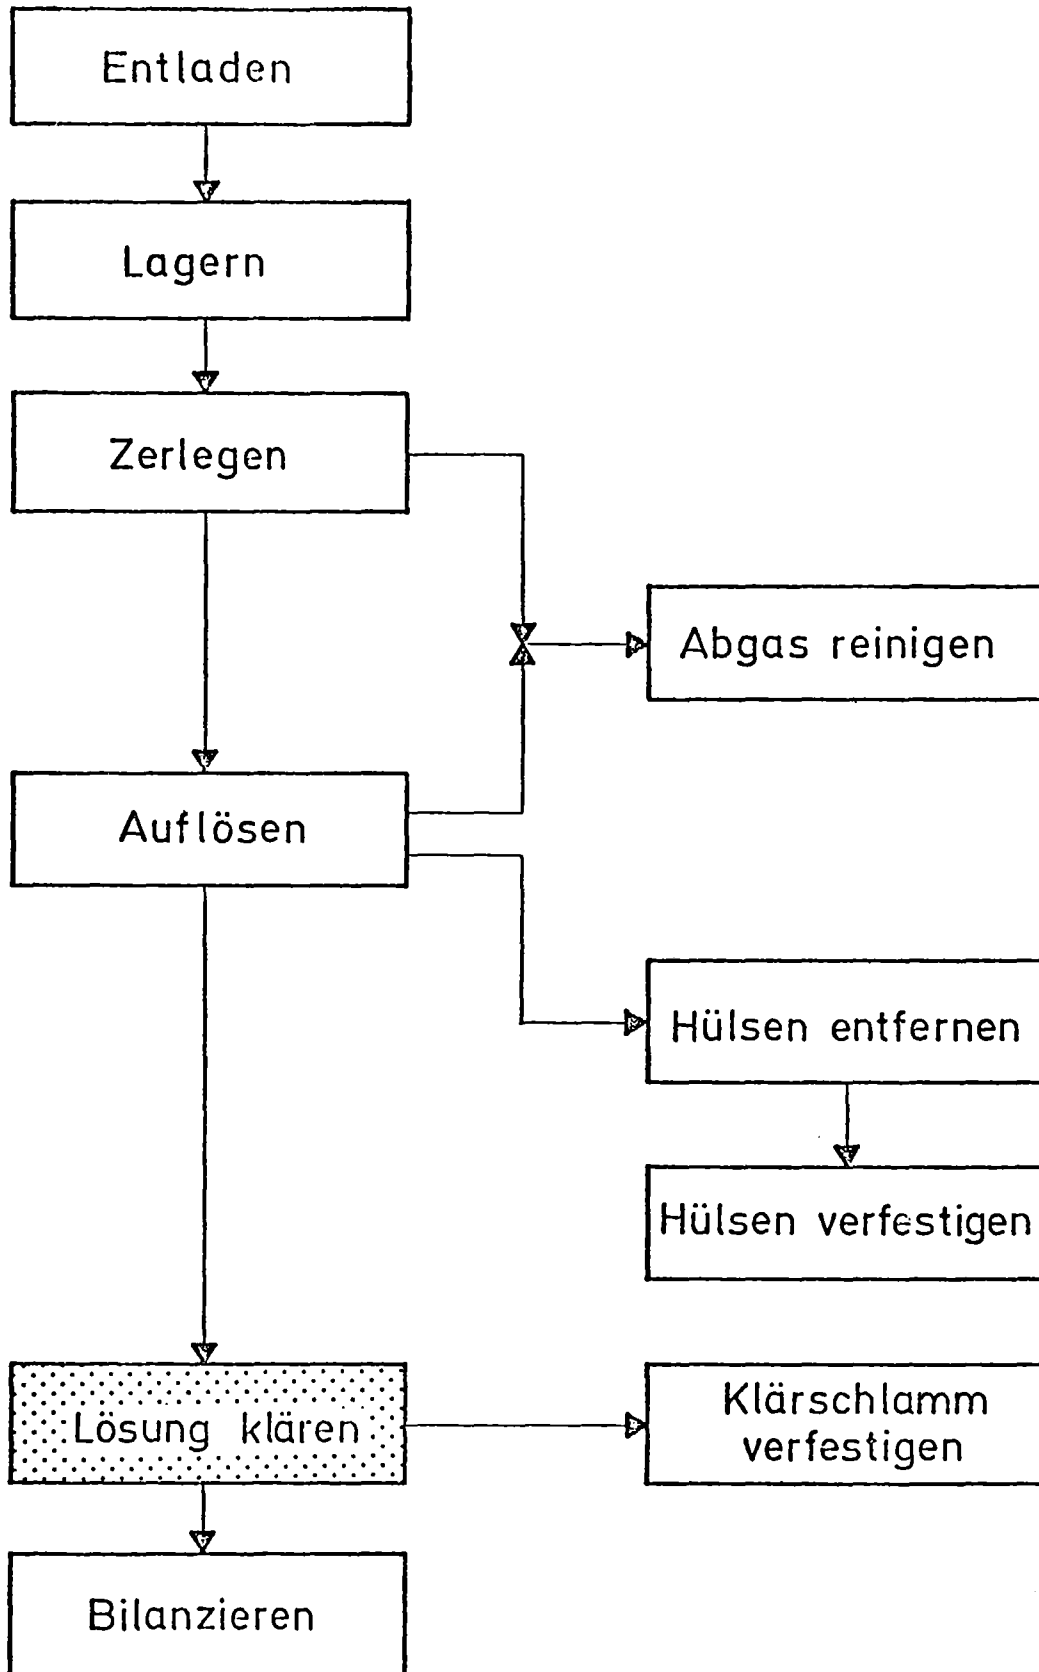 Entladen
Lagern
Zerlegen
Abgas reinigen
Auflösen
Hülsen entfernen
Hülsen verfestigen
Lösung klären
Klärschlamm
verfestigen
Bilanzieren